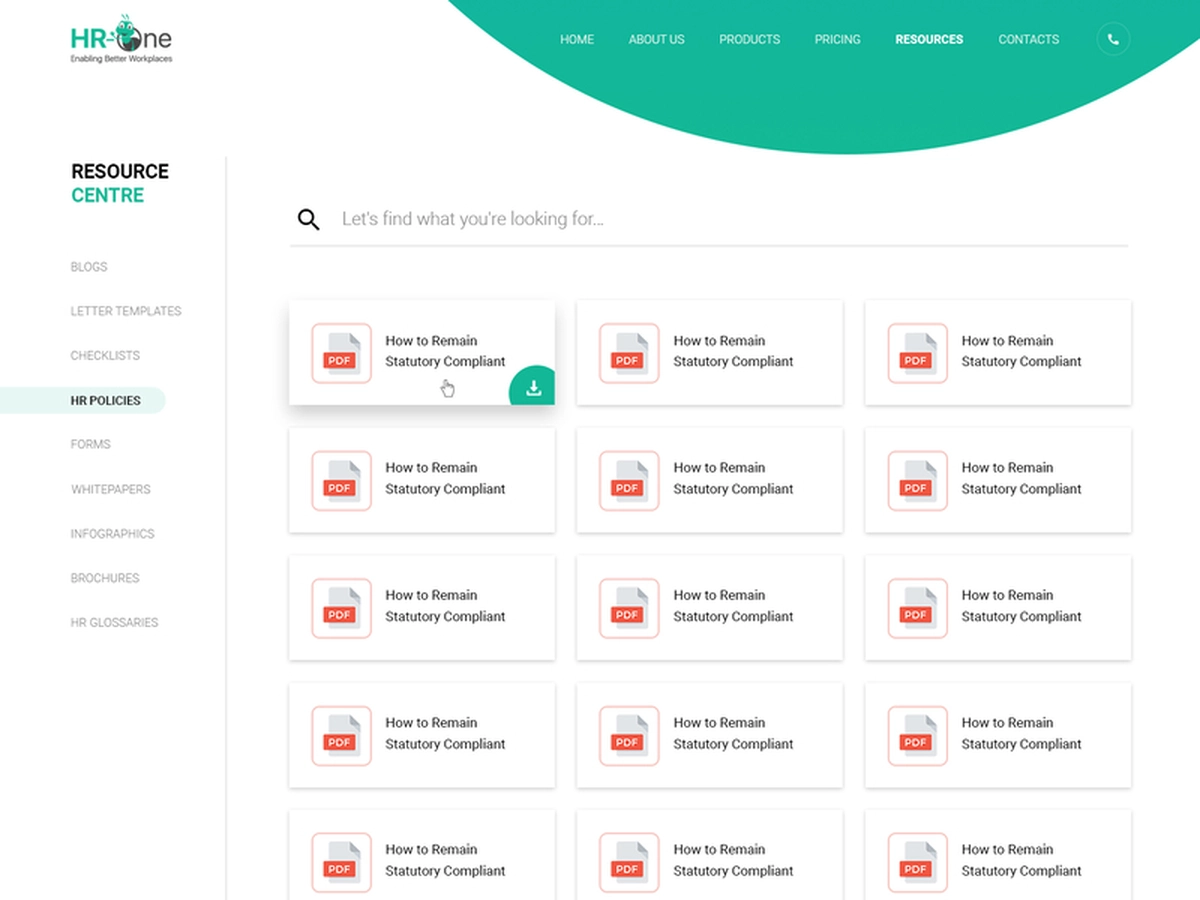 HR-One
Enabling Better Workplaces
HOME ABOUT US PRODUCTS PRICING RESOURCES CONTACTS
RESOURCE
CENTRE
BLOGS
LETTER TEMPLATES
CHECKLISTS
HR POLICIES
FORMS
WHITEPAPERS
INFOGRAPHICS
BROCHURES
HR GLOSSARIES
Let's find what you're looking for...
PDF
How to Remain
Statutory Compliant
PDF
How to Remain
Statutory Compliant
PDF
How to Remain
Statutory Compliant
PDF
How to Remain
Statutory Compliant
PDF
How to Remain
Statutory Compliant
PDF
How to Remain
Statutory Compliant
PDF
How to Remain
Statutory Compliant
PDF
How to Remain
Statutory Compliant
PDF
How to Remain
Statutory Compliant
PDF
How to Remain
Statutory Compliant
PDF
How to Remain
Statutory Compliant
PDF
How to Remain
Statutory Compliant
PDF
How to Remain
Statutory Compliant
PDF
How to Remain
Statutory Compliant
PDF
How to Remain
Statutory Compliant